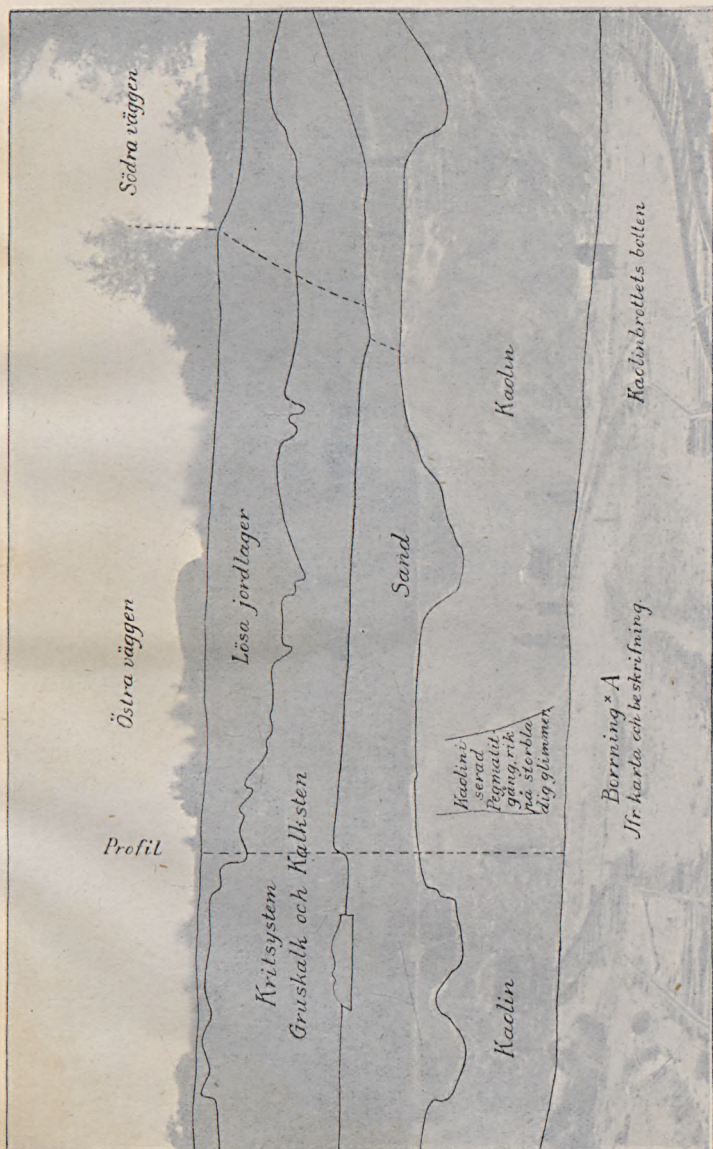 Östra väggen
Södra väggen
Profil
Lösa jordlager
Kritsystem
Gruskalk och Kalksten
Sand
Kaolin
Kaolini
serad
Pegmatit-
gång, rik
på storbla
dig glimmer
Kaolin
Borrning × A
Jfr. karta och beskrifning.
Kaolinbrottets botten